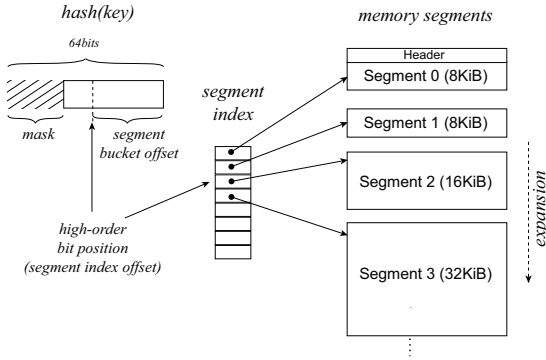 hash(key)
64bits
mask
segment
bucket offset
high-order
bit position
(segment index offset)
segment
index
memory segments
Header
Segment 0 (8KiB)
Segment 1 (8KiB)
Segment 2 (16KiB)
Segment 3 (32KiB)
expansion